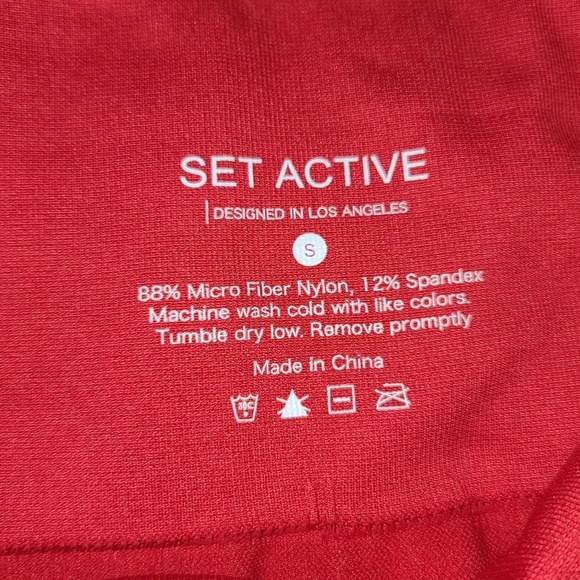 SET ACTIVE
DESIGNED IN LOS ANGELES
S
88% Micro Fiber Nylon, 12% Spandex
Machine wash cold with like colors.
Tumble dry low. Remove promptly
Made in China
30C